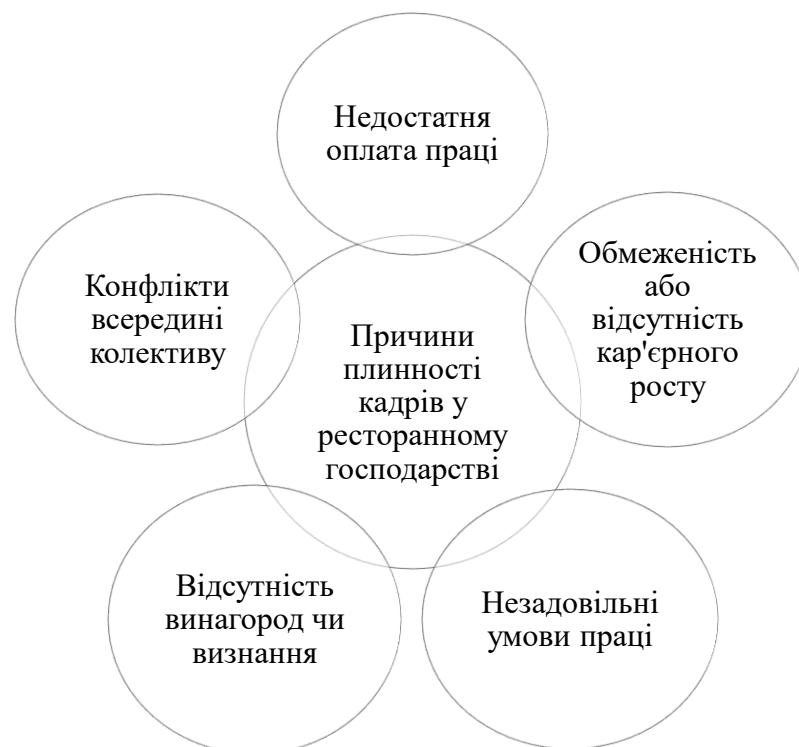 Недостатня
оплата праці
Обмеженість
або
відсутність
кар'єрного
росту
Незадовільні
умови праці
Відсутність
винагород чи
визнання
Конфлікти
всередині
колективу
Причини
плинності
кадрів у
ресторанному
господарстві